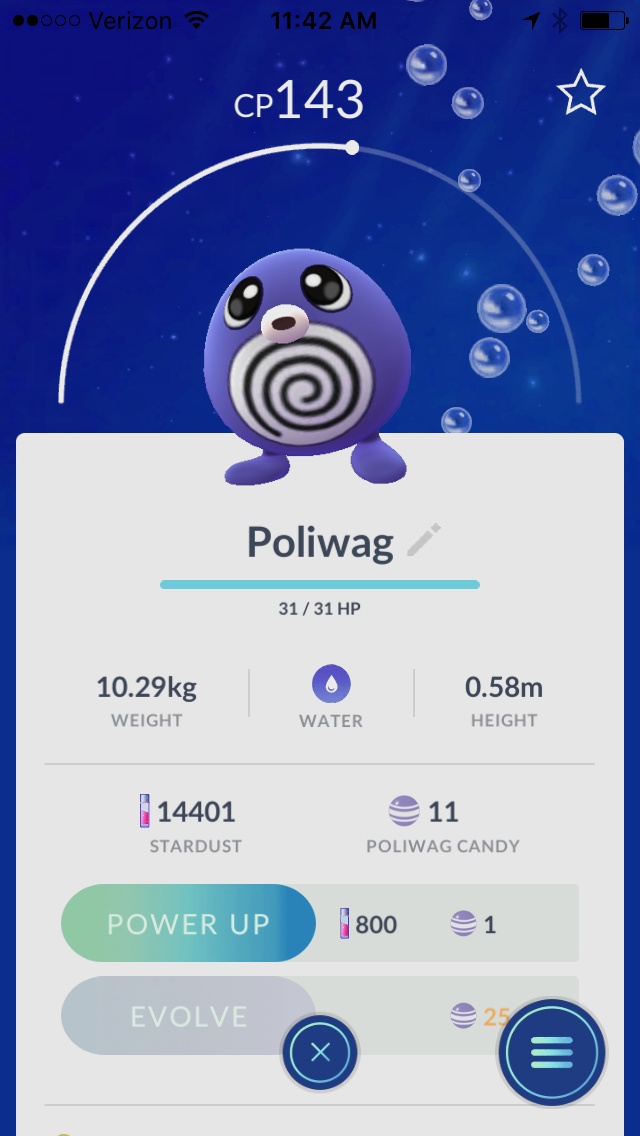 Verizon 11:42 AM
CP143
Poliwag
31 / 31 HP
10.29kg 0.58m
WEIGHT WATER HEIGHT
14401 11
STARDUST POLIWAG CANDY
POWER UP 800 1
EVOLVE 25